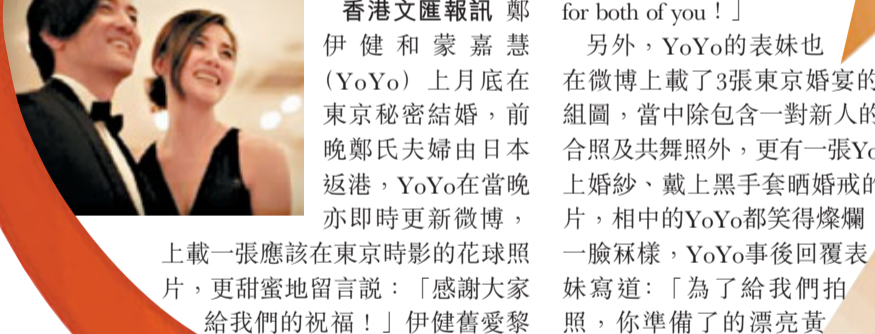 香港文匯報訊 鄭
伊健和蒙嘉慧
(YoYo) 上月底在
東京秘密結婚,前
晚鄭氏夫婦由日本
返港,YoYo在當晚
亦即時更新微博,
上載一張應該在東京時影的花球照
片,更甜蜜地留言説:「感謝大家
給我們的祝福!」伊健舊愛黎
for both of you!」
另外,YoYo的表妹也
在微博上載了3張東京婚宴的
組圖,當中除包含一對新人的
合照及共舞照外,更有一張Yo
上婚紗、戴上黑手套晒婚戒的
片,相中的YoYo都笑得燦爛
一臉冧樣,YoYo事後回覆表
妹寫道:「為了給我們拍
照,你準備了的漂亮黃